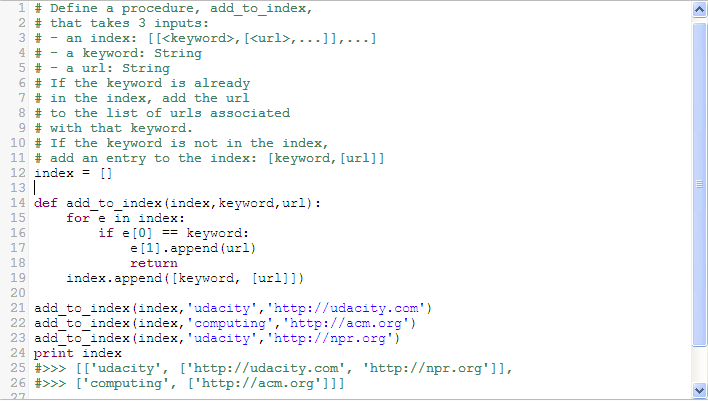 1 # Define a procedure, add_to_index,
2 # that takes 3 inputs:
3 # - an index: [[<keyword>,[<url>,...]],...]
4 # - a keyword: String
5 # - a url: String
6 # If the keyword is already
7 # in the index, add the url
8 # to the list of urls associated
9 # with that keyword.
10 # If the keyword is not in the index,
11 # add an entry to the index: [keyword,[url]]
12 index = []
13
14 def add_to_index(index,keyword,url):
15     for e in index:
16         if e[0] == keyword:
17             e[1].append(url)
18             return
19     index.append([keyword, [url]])
20
21 add_to_index(index,'udacity','http://udacity.com')
22 add_to_index(index,'computing','http://acm.org')
23 add_to_index(index,'udacity','http://npr.org')
24 print index
25 #>>> [['udacity', ['http://udacity.com', 'http://npr.org']],
26 #>>> ['computing', ['http://acm.org']]]
27